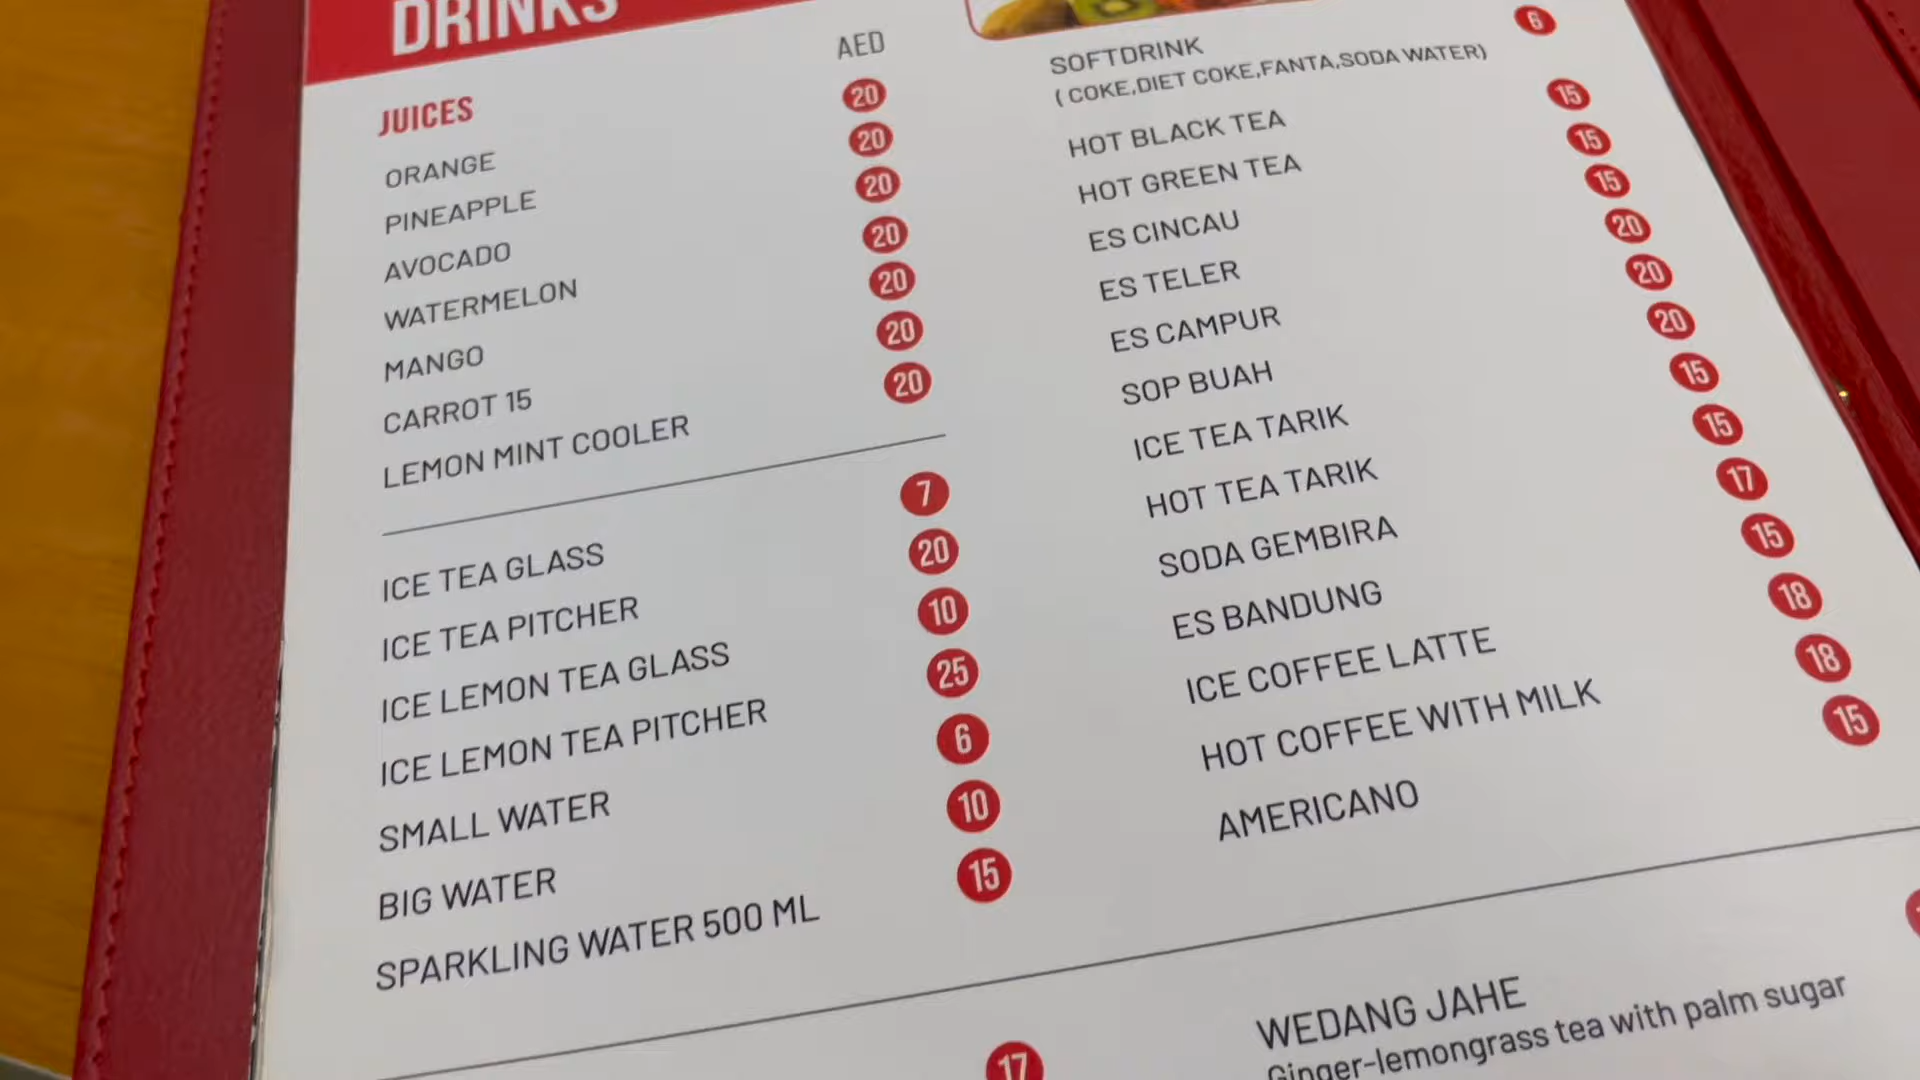 DRINKS
AED
JUICES
ORANGE 20
PINEAPPLE 20
AVOCADO 20
WATERMELON 20
MANGO 20
CARROT 15 20
LEMON MINT COOLER 20
ICE TEA GLASS 7
ICE TEA PITCHER 20
ICE LEMON TEA GLASS 10
ICE LEMON TEA PITCHER 25
SMALL WATER 6
BIG WATER 10
SPARKLING WATER 500 ML 15
17
SOFTDRINK 6
( COKE,DIET COKE,FANTA,SODA WATER)
HOT BLACK TEA 15
HOT GREEN TEA 15
ES CINCAU 15
ES TELER 20
ES CAMPUR 20
SOP BUAH 20
ICE TEA TARIK 15
HOT TEA TARIK 15
SODA GEMBIRA 17
ES BANDUNG 15
ICE COFFEE LATTE 18
HOT COFFEE WITH MILK 18
AMERICANO 15
WEDANG JAHE
Ginger-lemongrass tea with palm sugar